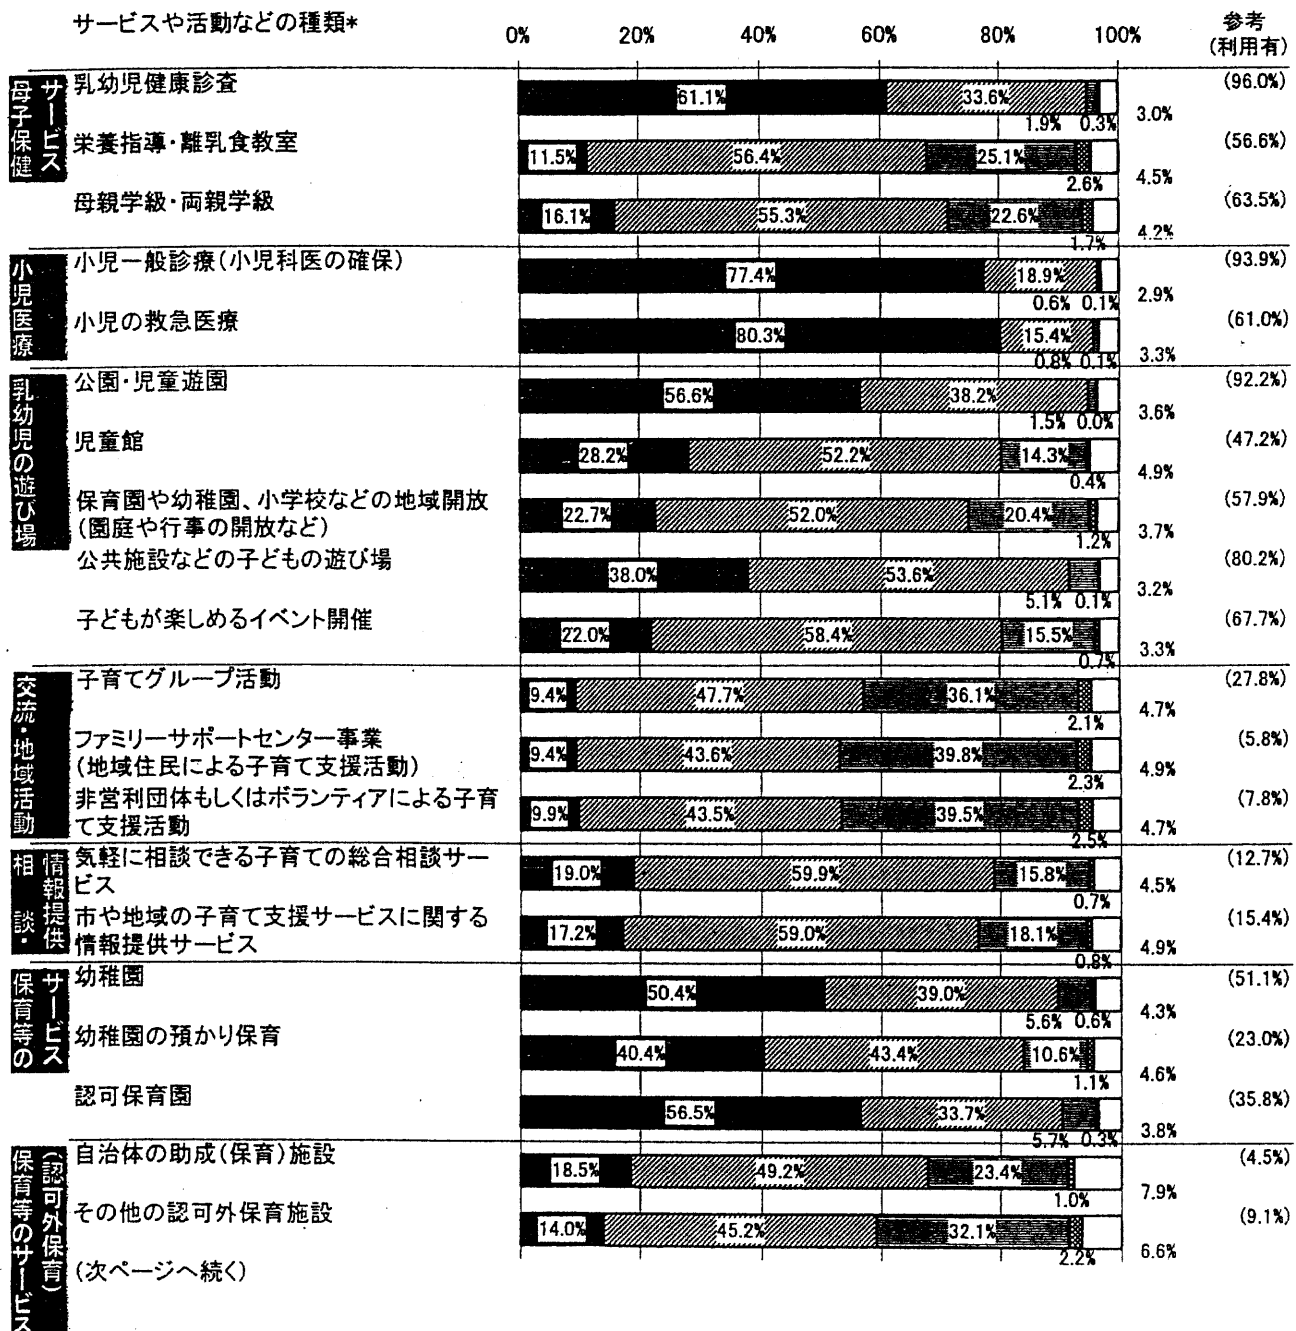 サービスや活動などの種類*
0% 20% 40% 60% 80% 100%
参考
(利用有)
母子保健
サービス
乳幼児健康診査
61.1% 33.6% 1.9% 0.3% 3.0% (96.0%)
栄養指導・離乳食教室
11.5% 56.4% 25.1% 2.6% 4.5% (56.6%)
母親学級・両親学級
16.1% 55.3% 22.6% 1.7% 4.2% (63.5%)
小児医療
小児一般診療(小児科医の確保)
77.4% 18.9% 0.6% 0.1% 2.9% (93.9%)
小児の救急医療
80.3% 15.4% 0.8% 0.1% 3.3% (61.0%)
乳幼児の遊び場
公園・児童遊園
56.6% 38.2% 1.5% 0.0% 3.6% (92.2%)
児童館
28.2% 52.2% 14.3% 0.4% 4.9% (47.2%)
保育園や幼稚園、小学校などの地域開放
(園庭や行事の開放など)
22.7% 52.0% 20.4% 1.2% 3.7% (57.9%)
公共施設などの子どもの遊び場
38.0% 53.6% 5.1% 0.1% 3.2% (80.2%)
子どもが楽しめるイベント開催
22.0% 58.4% 15.5% 0.7% 3.3% (67.7%)
交流・地域活動
子育てグループ活動
9.4% 47.7% 36.1% 2.1% 4.7% (27.8%)
ファミリーサポートセンター事業
(地域住民による子育て支援活動)
9.4% 43.6% 39.8% 2.3% 4.9% (5.8%)
非営利団体もしくはボランティアによる子育
て支援活動
9.9% 43.5% 39.5% 2.5% 4.7% (7.8%)
相談・
情報提供
気軽に相談できる子育ての総合相談サー
ビス
19.0% 59.9% 15.8% 0.7% 4.5% (12.7%)
市や地域の子育て支援サービスに関する
情報提供サービス
17.2% 59.0% 18.1% 0.8% 4.9% (15.4%)
保育等の
サービス
幼稚園
50.4% 39.0% 5.6% 0.6% 4.3% (51.1%)
幼稚園の預かり保育
40.4% 43.4% 10.6% 1.1% 4.6% (23.0%)
認可保育園
56.5% 33.7% 5.7% 0.3% 3.8% (35.8%)
保育等のサービス
(認可外保育)
自治体の助成(保育)施設
18.5% 49.2% 23.4% 1.0% 7.9% (4.5%)
その他の認可外保育施設
14.0% 45.2% 32.1% 2.2% 6.6% (9.1%)
(次ページへ続く)